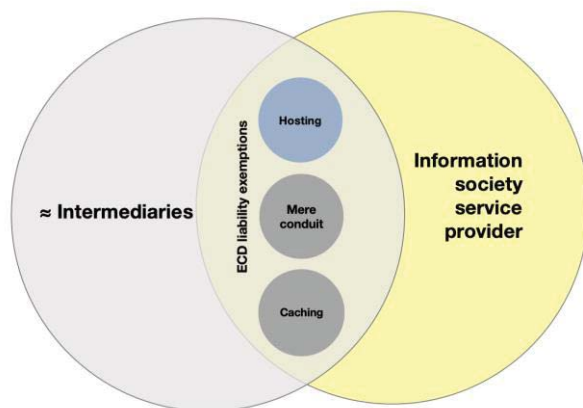 ≈ Intermediaries
ECD liability exemptions
Hosting
Mere
conduit
Caching
Information
society
service
provider